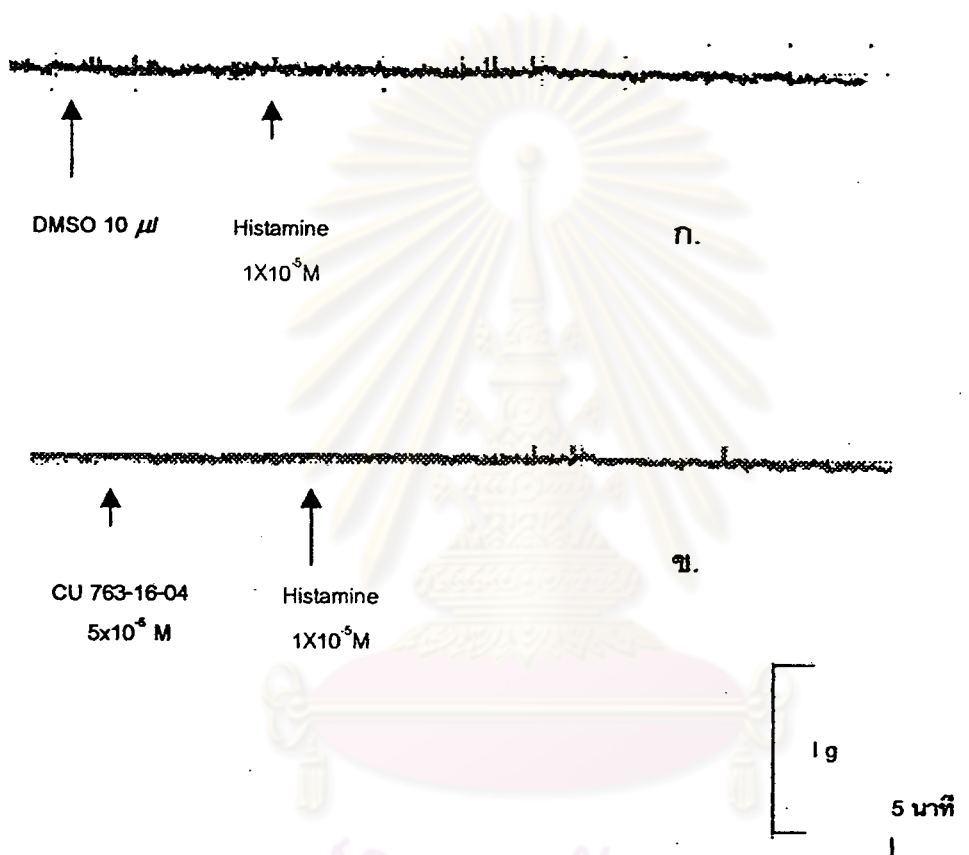 DMSO 10 µl
Histamine
1X10⁻⁵M
ก.
CU 763-16-04
5x10⁻⁵ M
Histamine
1X10⁻⁵M
ข.
1 g
5 นาที